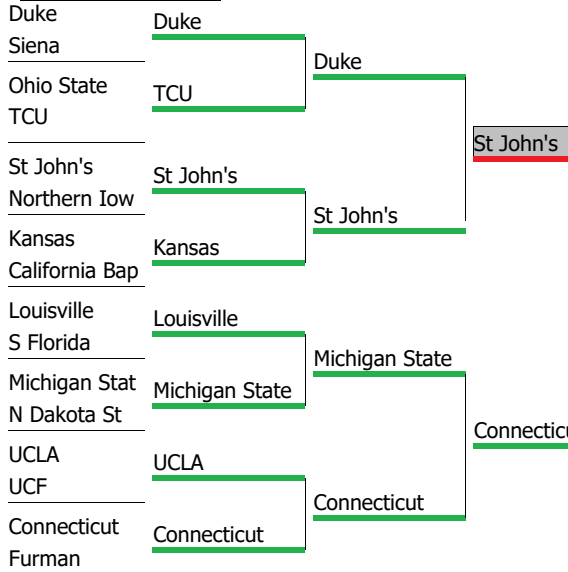 Duke
Siena
Ohio State
TCU
St John's
Northern Iow
Kansas
California Bap
Louisville
S Florida
Michigan Stat
N Dakota St
UCLA
UCF
Connecticut
Furman
Duke
TCU
St John's
Kansas
Louisville
Michigan State
UCLA
Connecticut
Duke
St John's
Michigan State
Connecticut
St John's
Connecticu